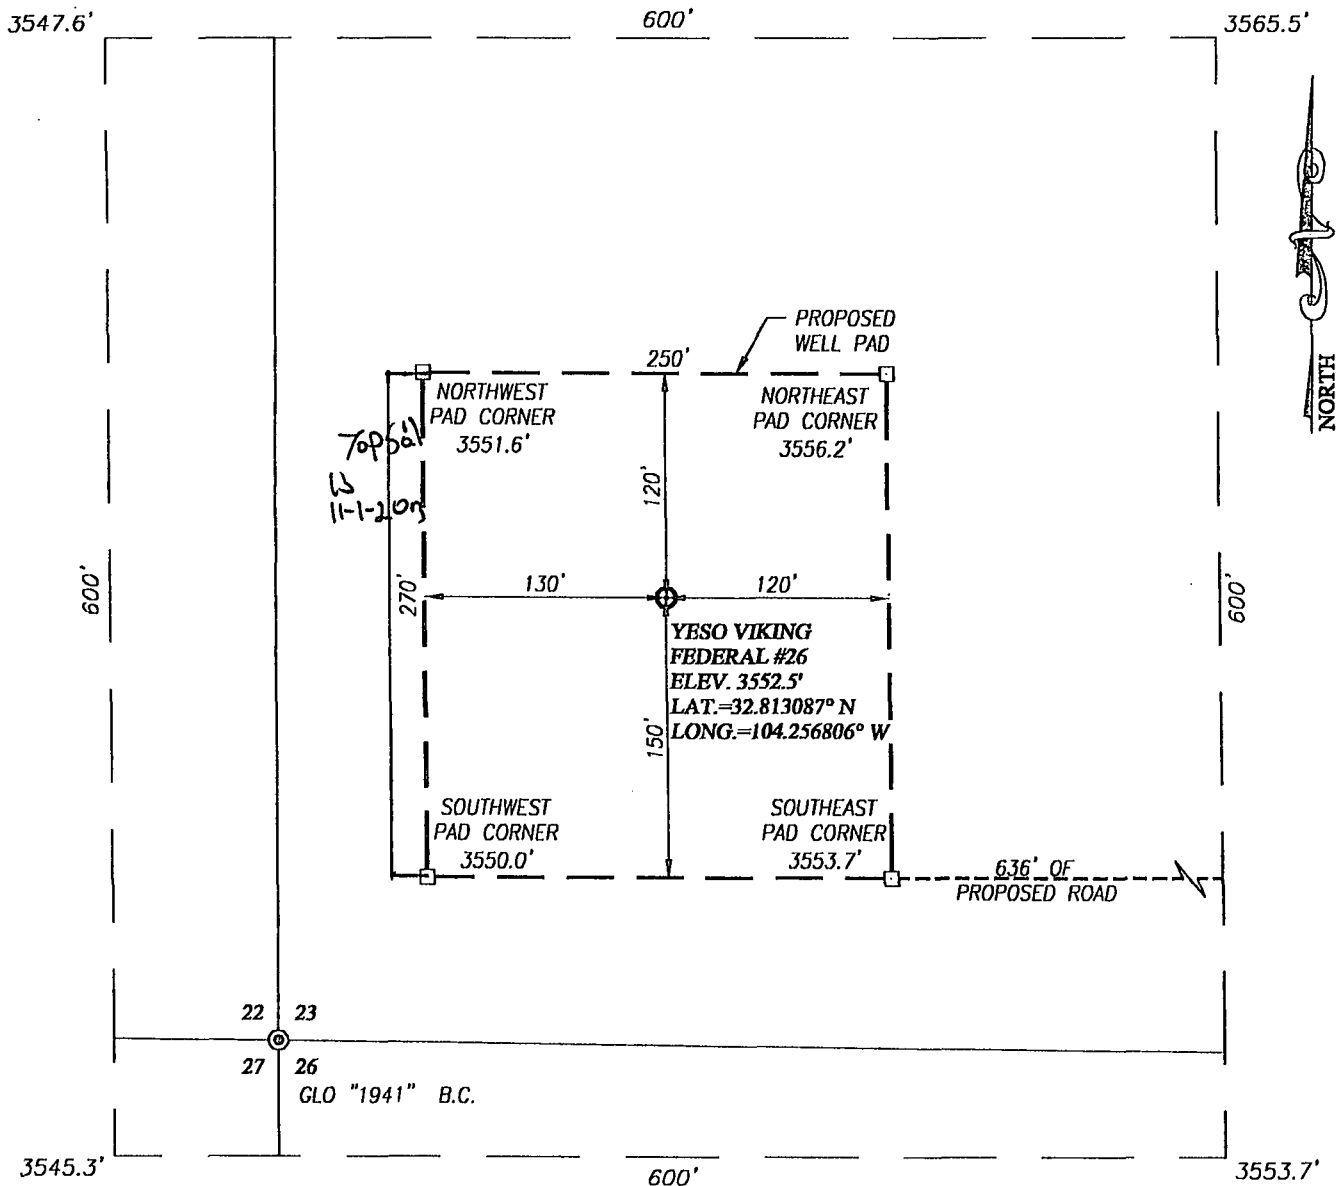 3547.6'
600'
3565.5'
NORTH
PROPOSED
WELL PAD
250'
NORTHWEST
PAD CORNER
3551.6'
NORTHEAST
PAD CORNER
3556.2'
Topsoil
120'
11-1-20
600'
270'
130'
120'
600'
YESO VIKING
FEDERAL #26
ELEV. 3552.5'
LAT.=32.813087° N
LONG.=104.256806° W
150'
SOUTHWEST
PAD CORNER
3550.0'
SOUTHEAST
PAD CORNER
3553.7'
636' OF
PROPOSED ROAD
22 23
27 26
GLO "1941" B.C.
3545.3'
600'
3553.7'